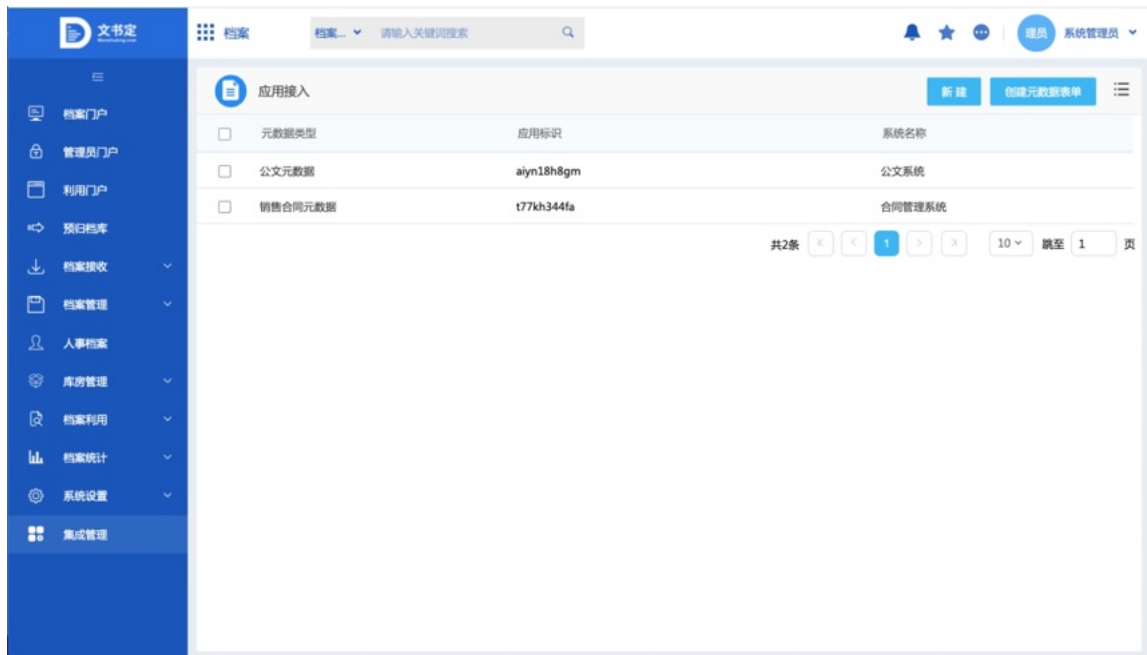 文书定
档案
档案...
请输入关键词搜索
理员
系统管理员
档案门户
管理员门户
利用门户
预归档库
档案接收
档案管理
人事档案
库房管理
档案利用
档案统计
系统设置
集成管理
应用接入
新 建
创建元数据表单
元数据类型 应用标识 系统名称
公文元数据 aiyn18h8gm 公文系统
销售合同元数据 t77kh344fa 合同管理系统
共2条 1 10 跳至 1 页